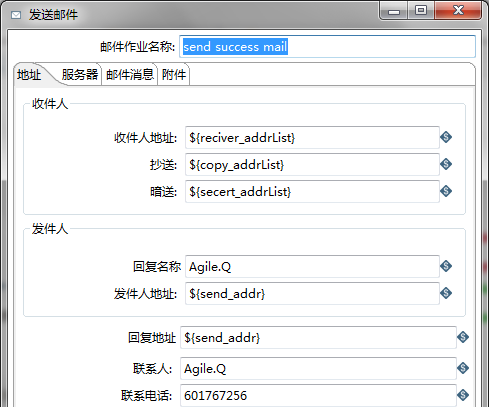 发送邮件
邮件作业名称: send success mail
地址 服务器 邮件消息 附件
收件人
收件人地址: ${reciver_addrList}
抄送: ${copy_addrList}
暗送: ${secert_addrList}
发件人
回复名称 Agile.Q
发件人地址: ${send_addr}
回复地址 ${send_addr}
联系人: Agile.Q
联系电话: 601767256